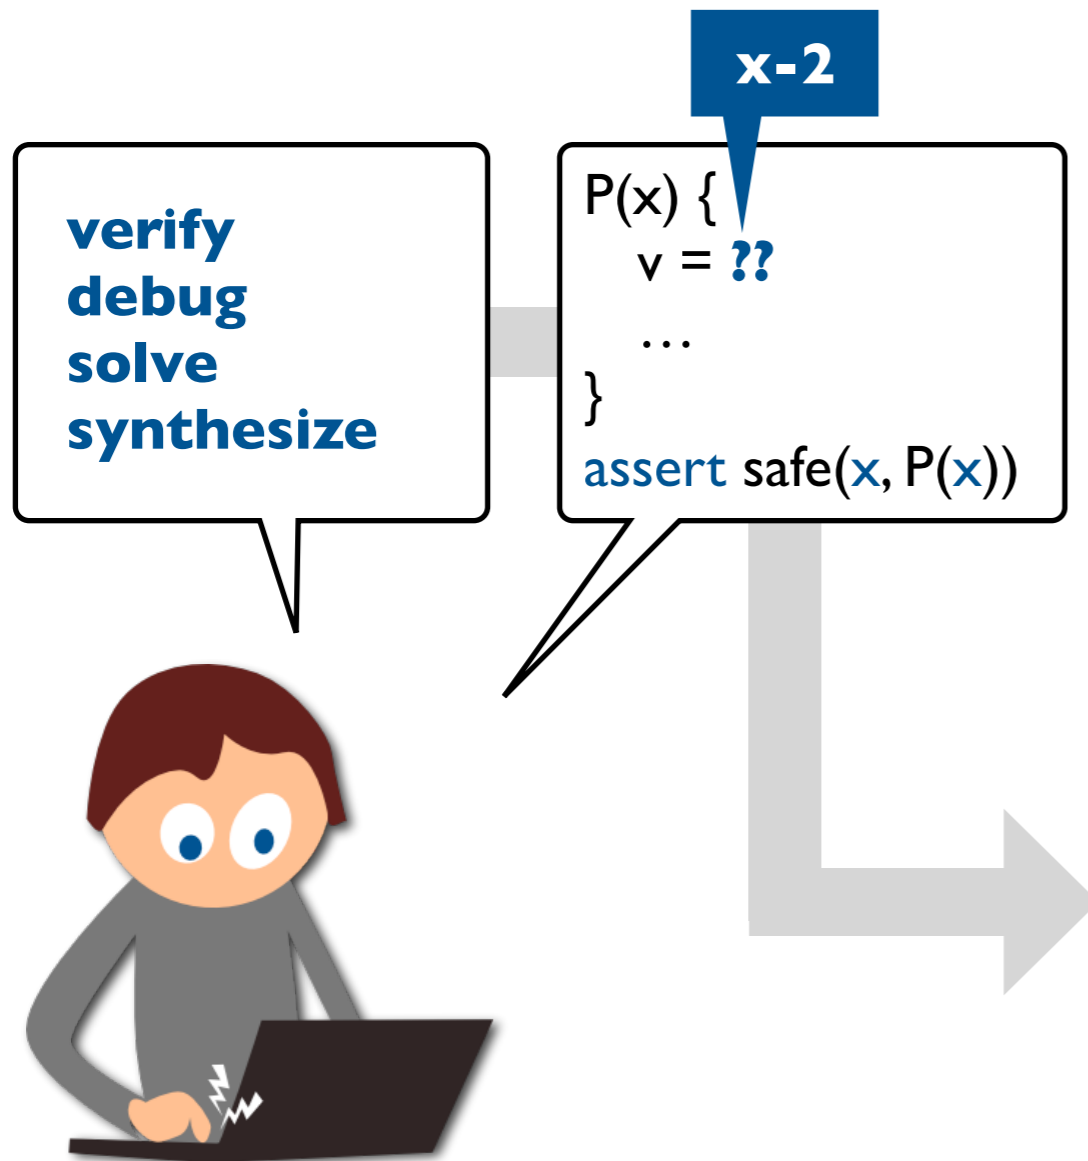 x-2
verify
debug
solve
synthesize
P(x) {
v = ??
…
}
assert safe(x, P(x))